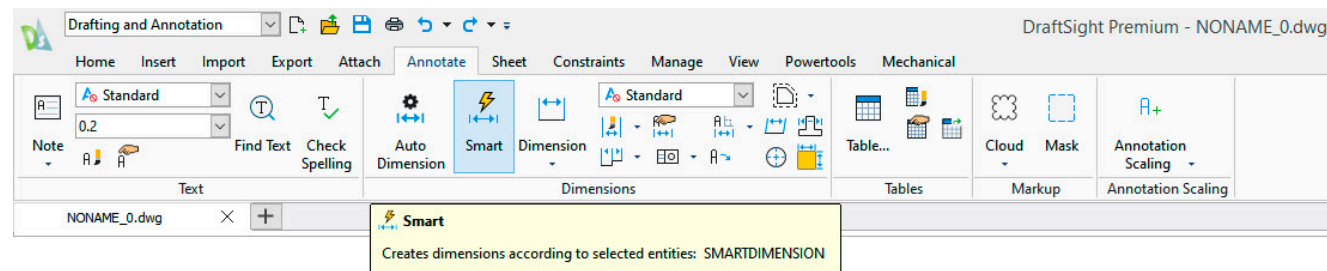 Drafting and Annotation
DraftSight Premium - NONAME_0.dwg
Home Insert Import Export Attach Annotate Sheet Constraints Manage View Powertools Mechanical
Standard
0.2
Note
Find Text
Check
Spelling
Auto
Dimension
Smart
Dimension
Standard
Table...
Cloud
Mask
Annotation
Scaling
Text
Dimensions
Tables
Markup
Annotation Scaling
NONAME_0.dwg
Smart
Creates dimensions according to selected entities: SMARTDIMENSION